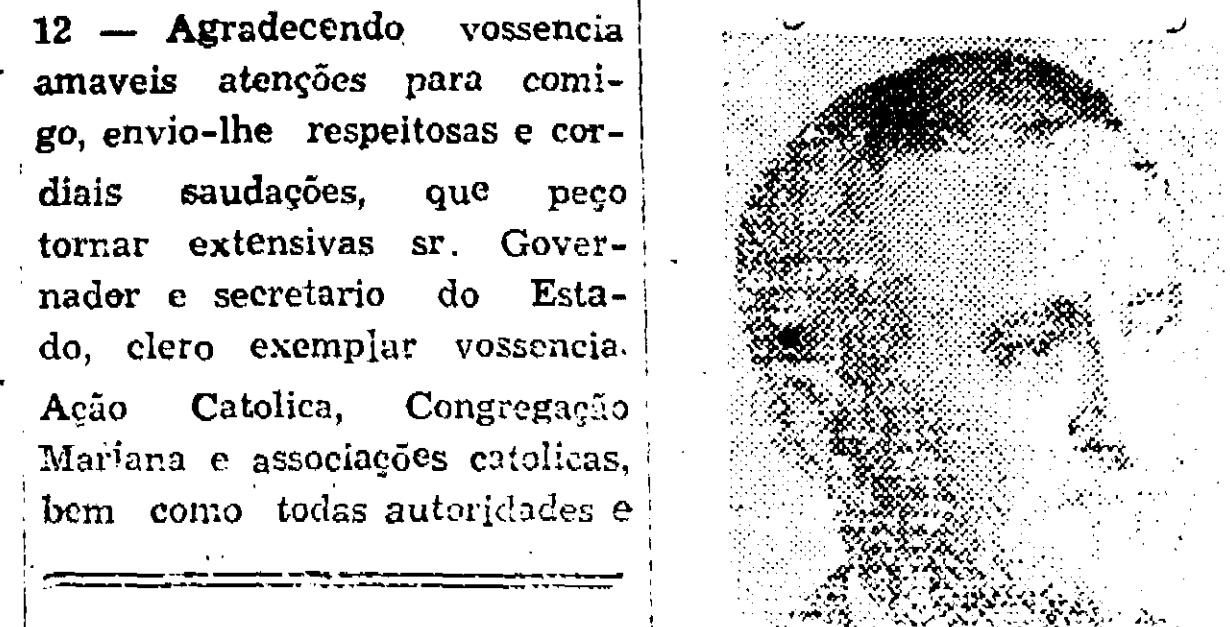 12 — Agradecendo vossencia
amaveis atenções para comi-
go, envio-lhe respeitosas e cor-
diais saudações, que peço
tornar extensivas sr. Gover-
nador e secretario do Esta-
do, clero exemplar vossencia.
Ação Catolica, Congregação
Mariana e associações catolicas,
bem como todas autoridades e